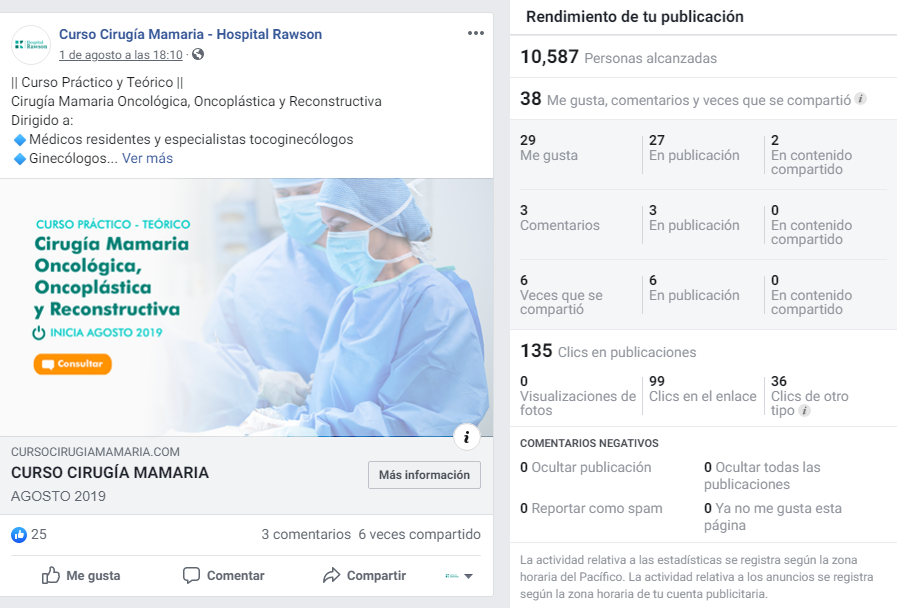 Hospital Rawson
Curso Cirugía Mamaria - Hospital Rawson
1 de agosto a las 18:10 ·
|| Curso Práctico y Teórico ||
Cirugía Mamaria Oncológica, Oncoplástica y Reconstructiva
Dirigido a:
Médicos residentes y especialistas tocoginecólogos
Ginecólogos... Ver más
CURSO PRÁCTICO - TEÓRICO
Cirugía Mamaria
Oncológica,
Oncoplástica
y Reconstructiva
INICIA AGOSTO 2019
Consultar
CURSOCIRUGIAMAMARIA.COM
CURSO CIRUGÍA MAMARIA
AGOSTO 2019
Más información
25
3 comentarios 6 veces compartido
Me gusta Comentar Compartir
Rendimiento de tu publicación
10,587 Personas alcanzadas
38 Me gusta, comentarios y veces que se compartió
29
Me gusta
27
En publicación
2
En contenido
compartido
3
Comentarios
3
En publicación
0
En contenido
compartido
6
Veces que se
compartió
6
En publicación
0
En contenido
compartido
135 Clics en publicaciones
0
Visualizaciones de
fotos
99
Clics en el enlace
36
Clics de otro
tipo
COMENTARIOS NEGATIVOS
0 Ocultar publicación
0 Ocultar todas las
publicaciones
0 Reportar como spam
0 Ya no me gusta esta
página
La actividad relativa a las estadísticas se registra según la zona
horaria del Pacífico. La actividad relativa a los anuncios se registra
según la zona horaria de tu cuenta publicitaria.